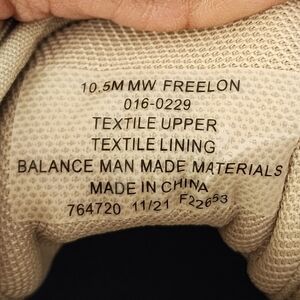 10.5M MW FREELON
016-0229
TEXTILE UPPER
TEXTILE LINING
BALANCE MAN MADE MATERIALS
MADE IN CHINA
764720 11/21 F22653